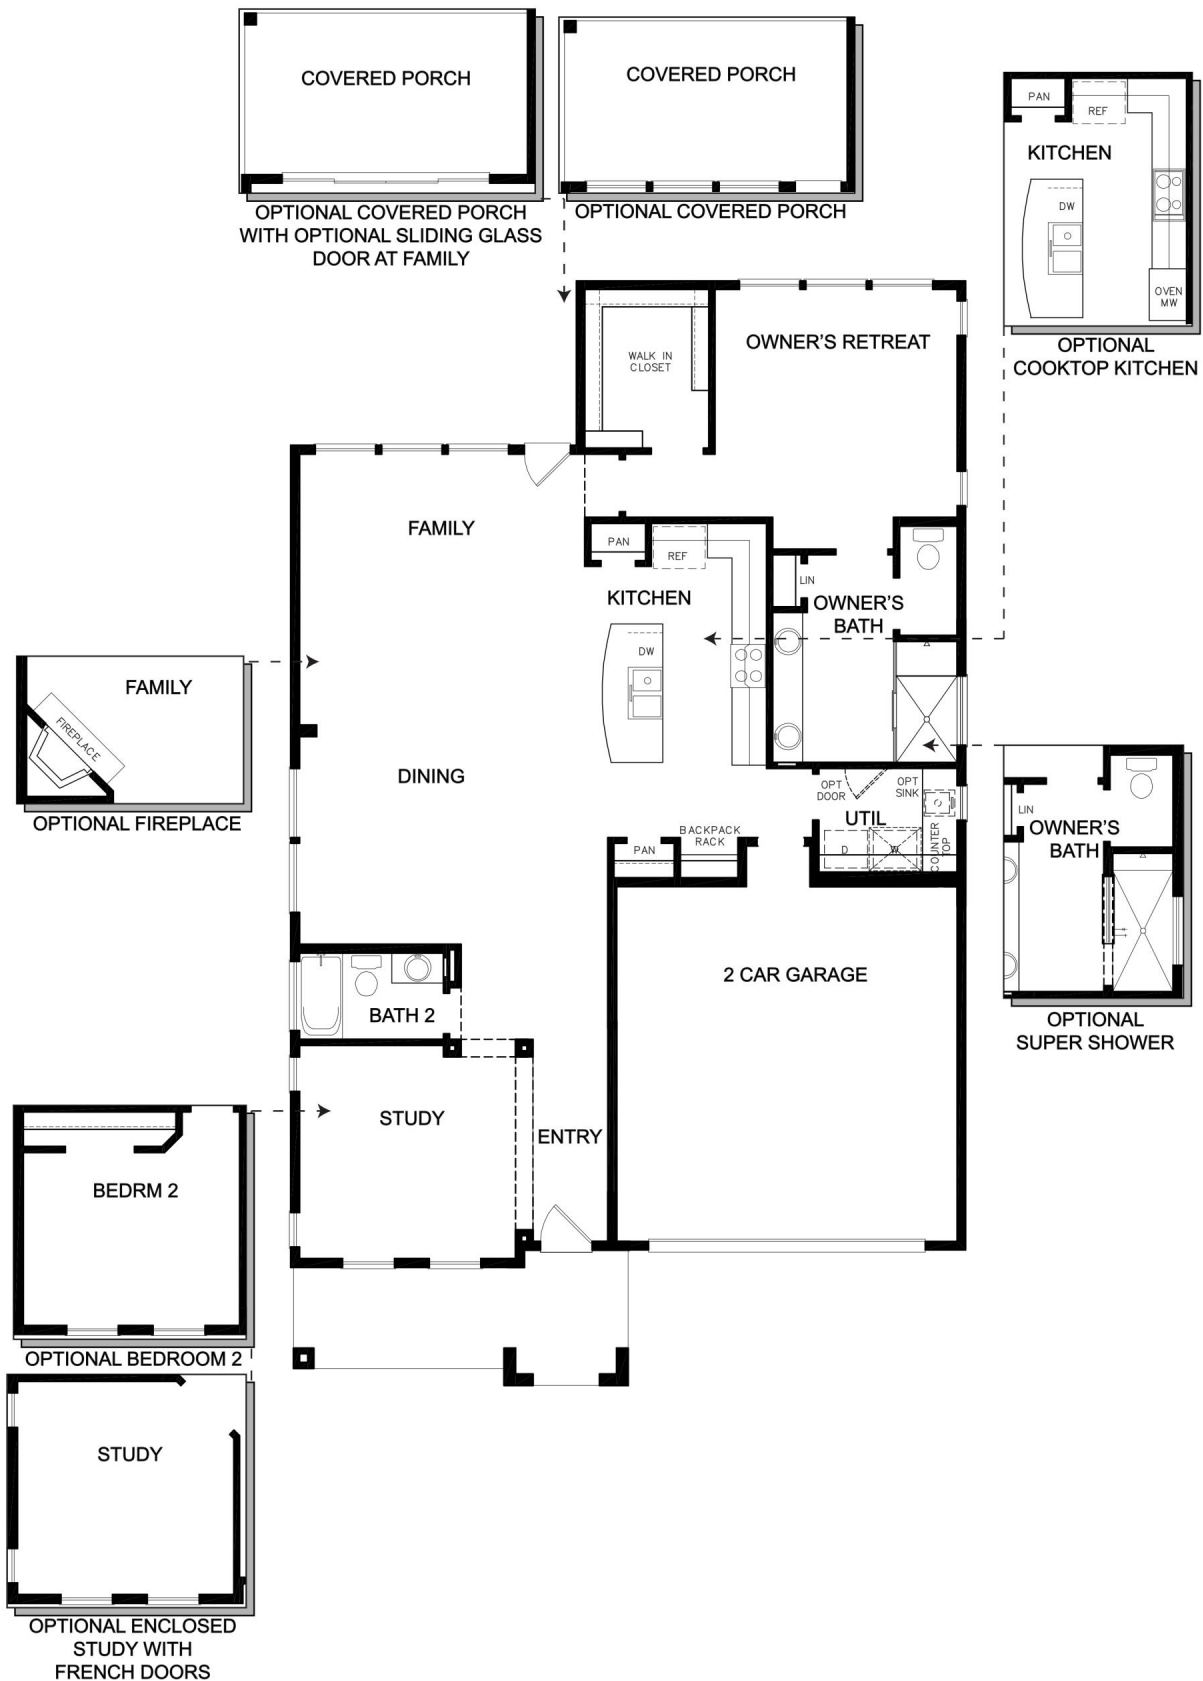 COVERED PORCH
OPTIONAL COVERED PORCH
WITH OPTIONAL SLIDING GLASS
DOOR AT FAMILY
COVERED PORCH
OPTIONAL COVERED PORCH
PAN
REF
KITCHEN
DW
OVEN
MW
OPTIONAL
COOKTOP KITCHEN
WALK IN
CLOSET
OWNER'S RETREAT
FAMILY
PAN
REF
KITCHEN
DW
LIN
OWNER'S
BATH
FAMILY
FIREPLACE
OPTIONAL FIREPLACE
DINING
OPT
DOOR
OPT
SINK
UTIL
D
W
COUNTER
TOP
PAN
BACKPACK
RACK
LIN
OWNER'S
BATH
OPTIONAL
SUPER SHOWER
2 CAR GARAGE
BATH 2
STUDY
ENTRY
BEDRM 2
OPTIONAL BEDROOM 2
STUDY
OPTIONAL ENCLOSED
STUDY WITH
FRENCH DOORS